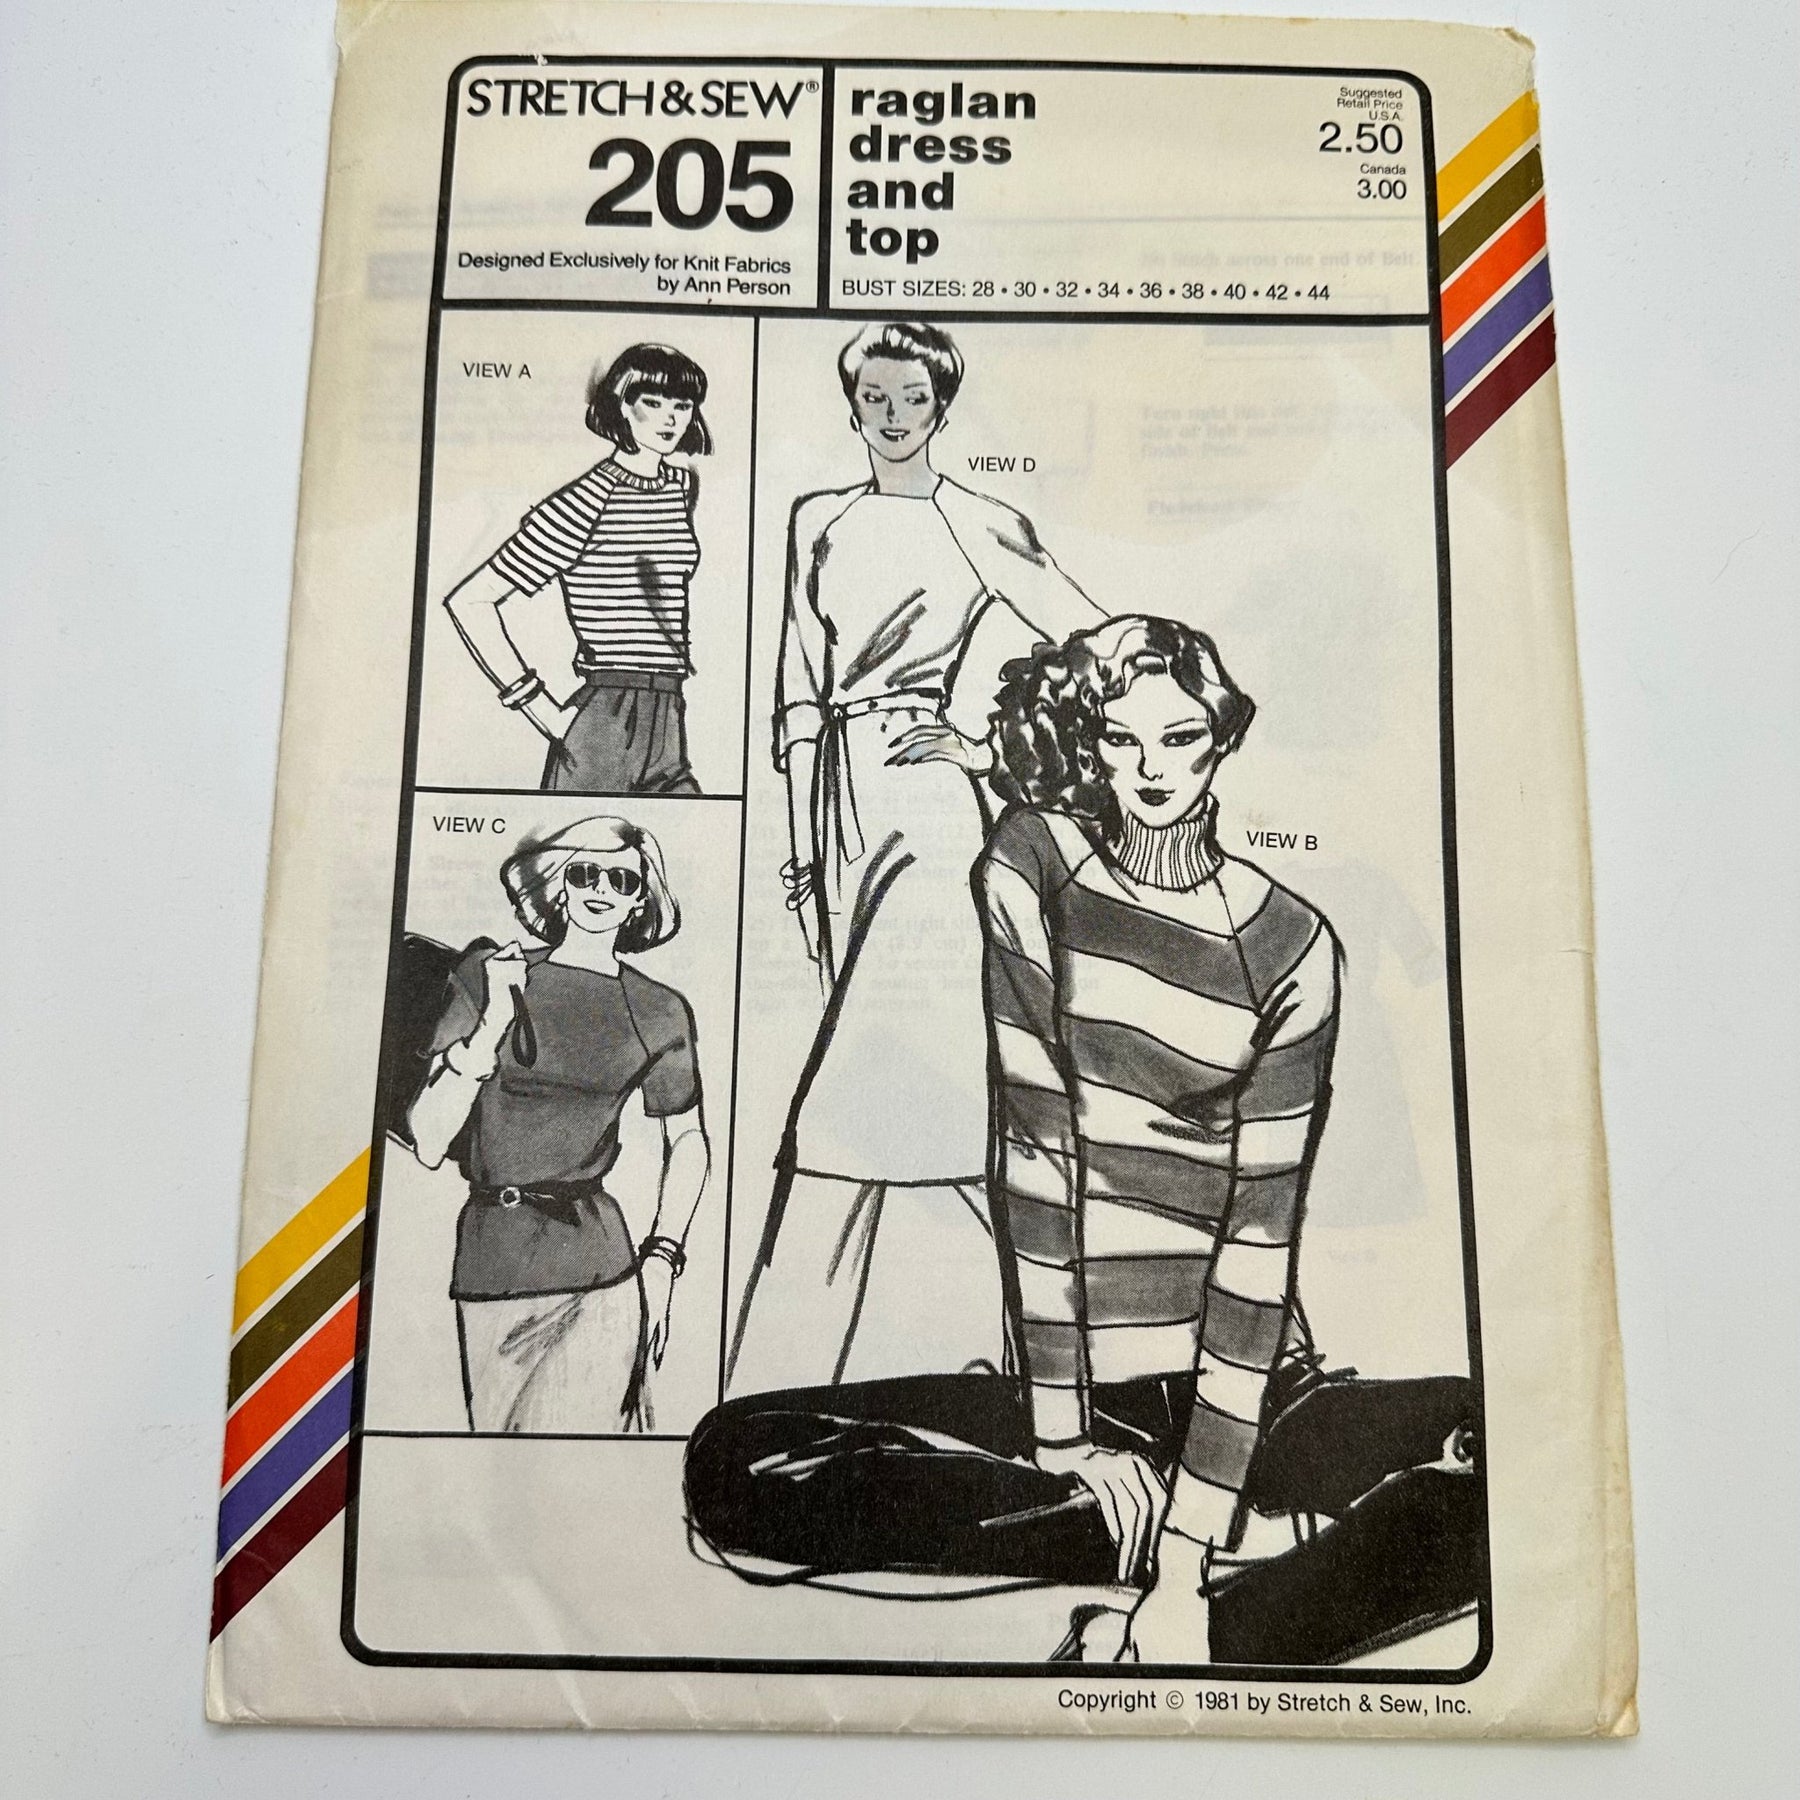 STRETCH & SEW®
205
Designed Exclusively for Knit Fabrics
by Ann Person
raglan
dress
and
top
BUST SIZES: 28 • 30 • 32 • 34 • 36 • 38 • 40 • 42 • 44
Suggested
Retail Price
U.S.A.
2.50
Canada
3.00
VIEW A
VIEW D
VIEW C
VIEW B
Copyright © 1981 by Stretch & Sew, Inc.